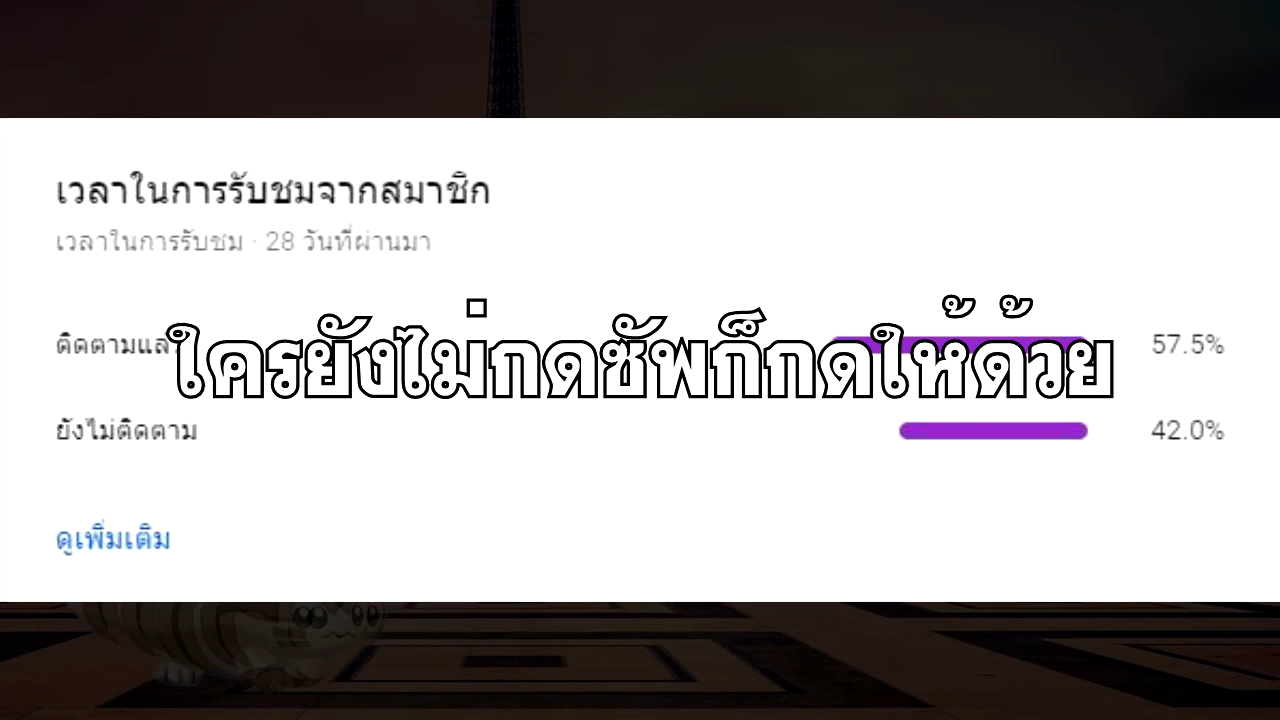 เวลาในการรับชมจากสมาชิก
เวลาในการรับชม · 28 วันที่ผ่านมา
57.5%
ใครยังไม่กดซัพก็กดให้ด้วย
ยังไม่ติดตาม 42.0%
ดูเพิ่มเติม